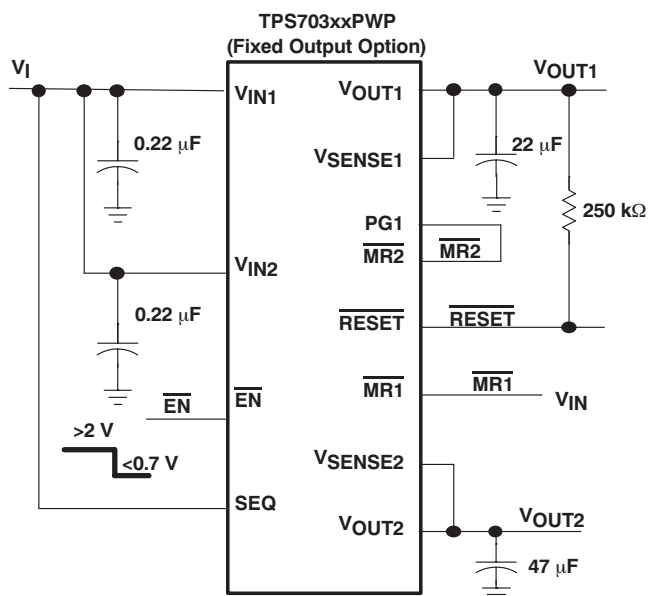 TPS703xxPWP
(Fixed Output Option)
VI
VOUT1
VIN1
VOUT1
0.22 μF
22 μF
VSENSE1
250 kΩ
PG1
MR2
MR2
VIN2
0.22 μF
RESET
RESET
MR1
MR1
VIN
EN
EN
>2 V
<0.7 V
VSENSE2
SEQ
VOUT2
VOUT2
47 μF